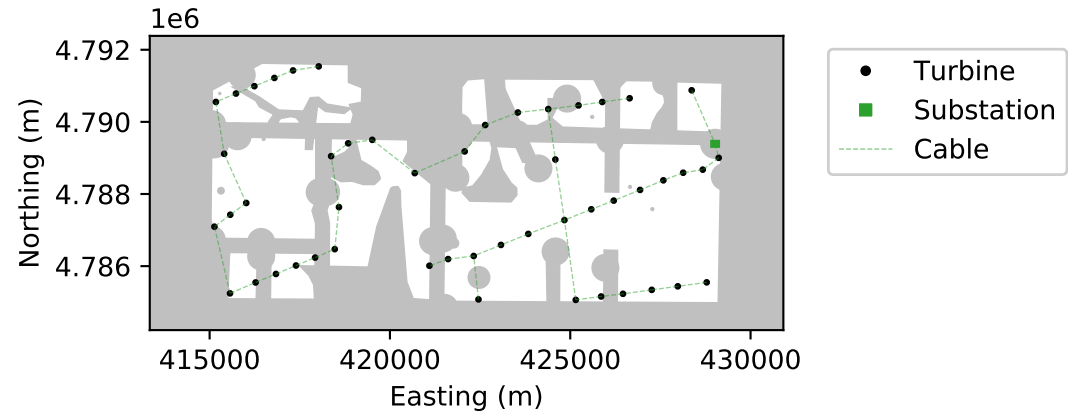 1e6
4.792
4.790
4.788
4.786
Northing (m)
415000 420000 425000 430000
Easting (m)
Turbine
Substation
Cable